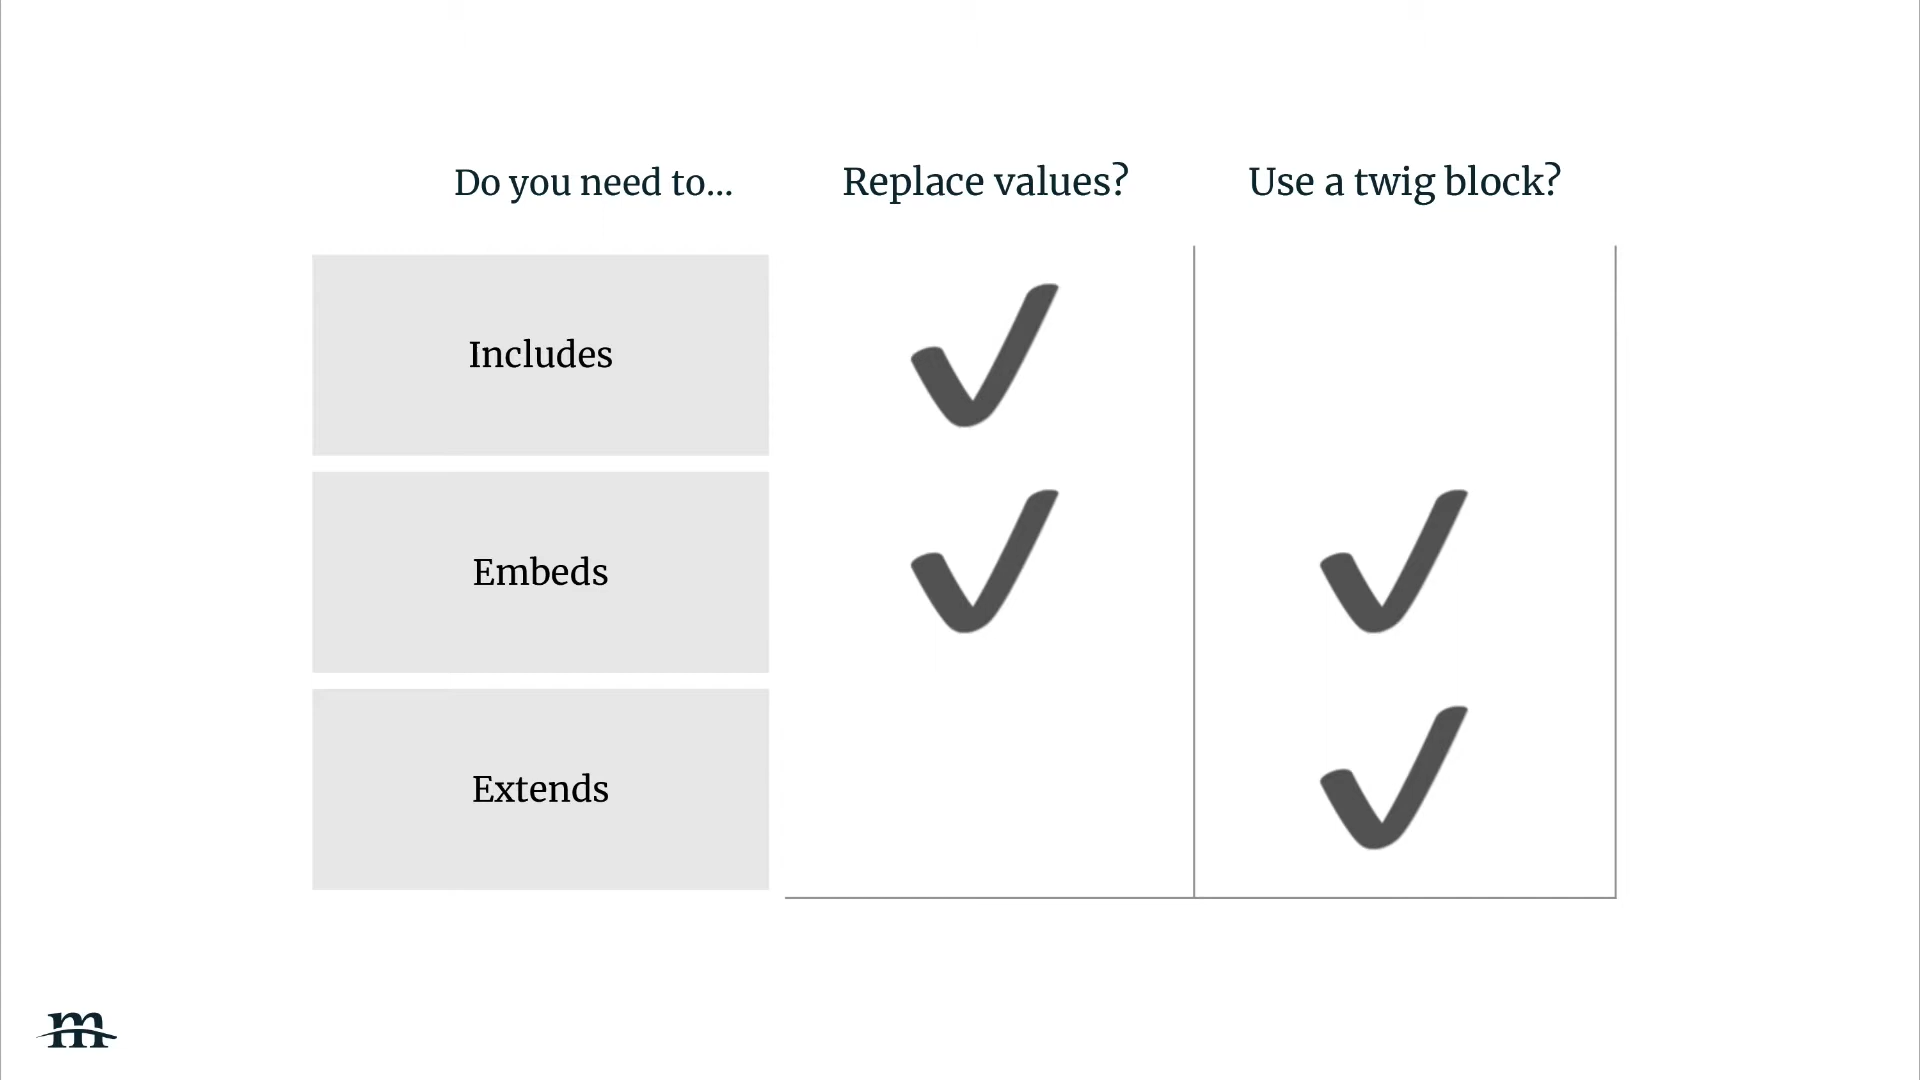 Do you need to... Replace values? Use a twig block?
Includes
Embeds
Extends
m